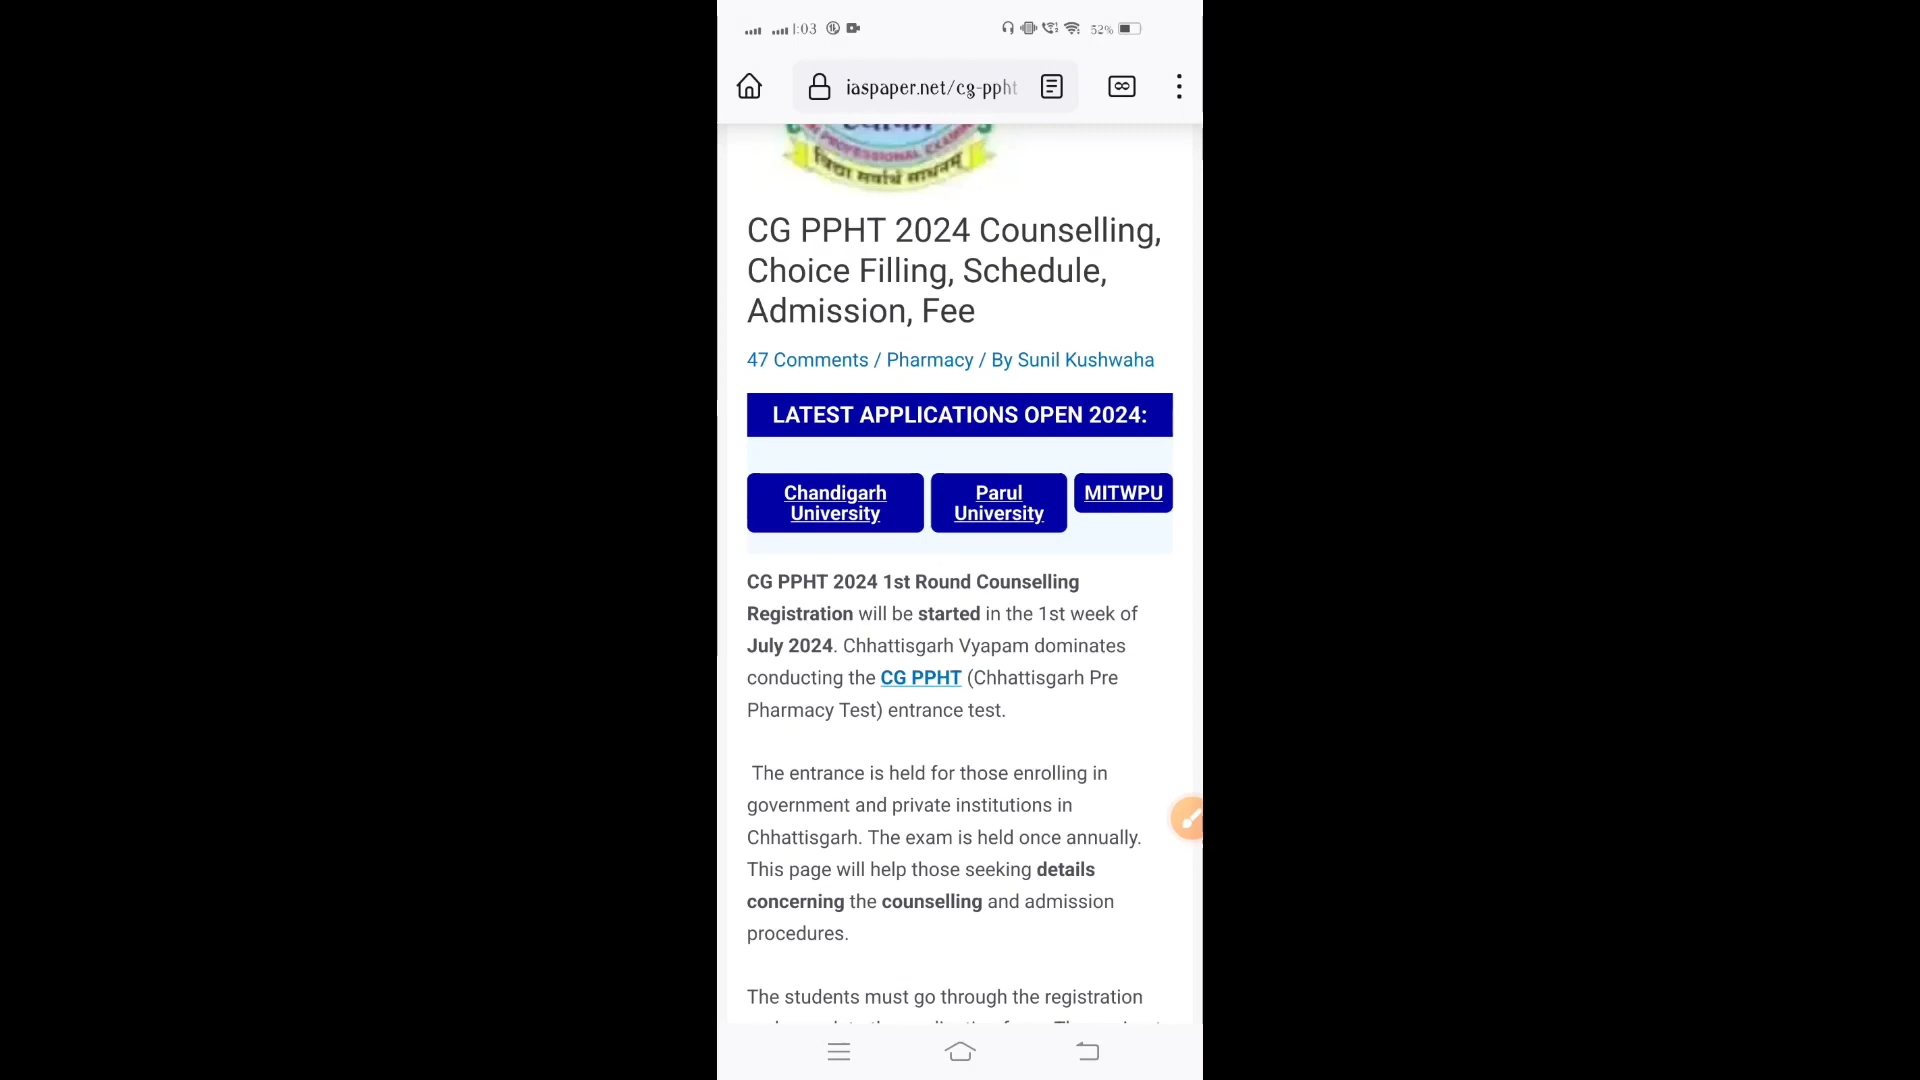 1:03
52%
iaspaper.net/cg-ppht
PROFESSIONAL EXAMIN
विद्या सर्वार्थ साधनम्
CG PPHT 2024 Counselling,
Choice Filling, Schedule,
Admission, Fee
47 Comments / Pharmacy / By Sunil Kushwaha
LATEST APPLICATIONS OPEN 2024:
Chandigarh
University
Parul
University
MITWPU
CG PPHT 2024 1st Round Counselling
Registration will be started in the 1st week of
July 2024. Chhattisgarh Vyapam dominates
conducting the CG PPHT (Chhattisgarh Pre
Pharmacy Test) entrance test.
The entrance is held for those enrolling in
government and private institutions in
Chhattisgarh. The exam is held once annually.
This page will help those seeking details
concerning the counselling and admission
procedures.
The students must go through the registration